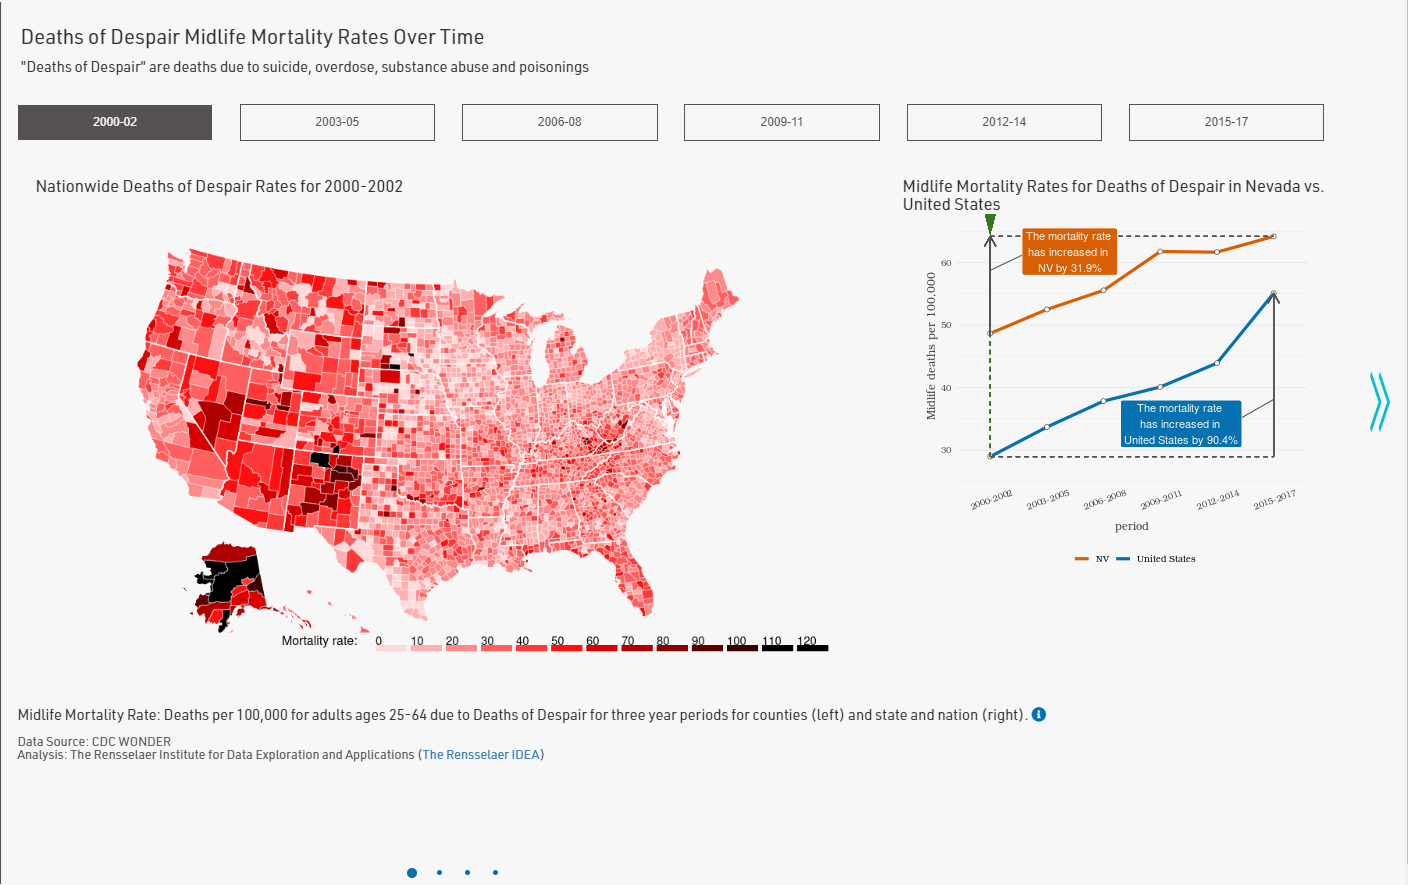 Deaths of Despair Midlife Mortality Rates Over Time
"Deaths of Despair" are deaths due to suicide, overdose, substance abuse and poisonings
2000-02
2003-05
2006-08
2009-11
2012-14
2015-17
Nationwide Deaths of Despair Rates for 2000-2002
Mortality rate:
0 10 20 30 40 50 60 70 80 90 100 110 120
Midlife Mortality Rates for Deaths of Despair in Nevada vs.
United States
The mortality rate
has increased in
NV by 31.9%
60
50
40
30
Midlife deaths per 100,000
The mortality rate
has increased in
United States by 90.4%
2000-2002
2003-2005
2006-2008
2009-2011
2012-2014
2015-2017
period
NV United States
Midlife Mortality Rate: Deaths per 100,000 for adults ages 25-64 due to Deaths of Despair for three year periods for counties (left) and state and nation (right). i
Data Source: CDC WONDER
Analysis: The Rensselaer Institute for Data Exploration and Applications (The Rensselaer IDEA)